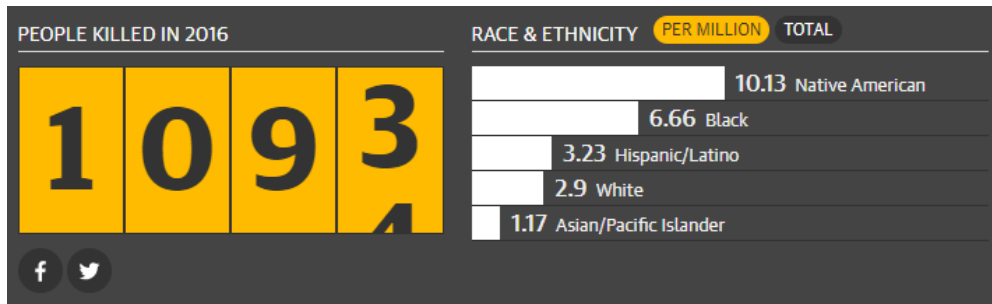 PEOPLE KILLED IN 2016
1093
4
RACE & ETHNICITY PER MILLION TOTAL
10.13 Native American
6.66 Black
3.23 Hispanic/Latino
2.9 White
1.17 Asian/Pacific Islander